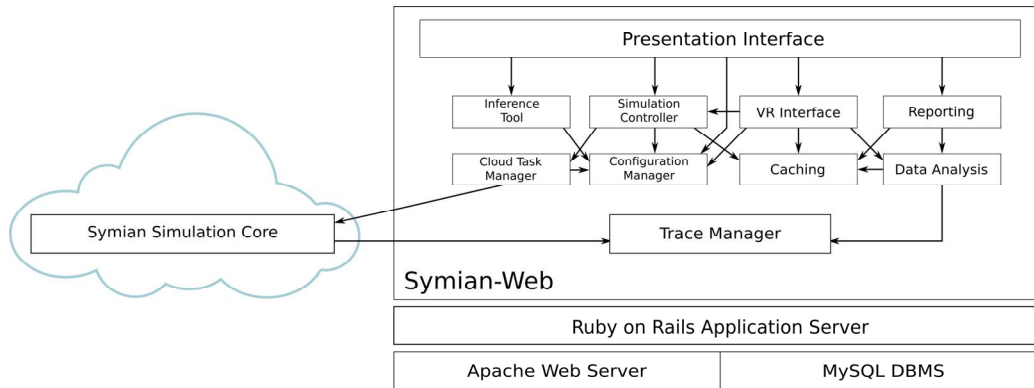 Presentation Interface
Inference
Tool
Simulation
Controller
VR Interface
Reporting
Cloud Task
Manager
Configuration
Manager
Caching
Data Analysis
Symian Simulation Core
Trace Manager
Symian-Web
Ruby on Rails Application Server
Apache Web Server
MySQL DBMS